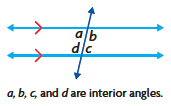 a b
d c
a, b, c, and d are interior angles.